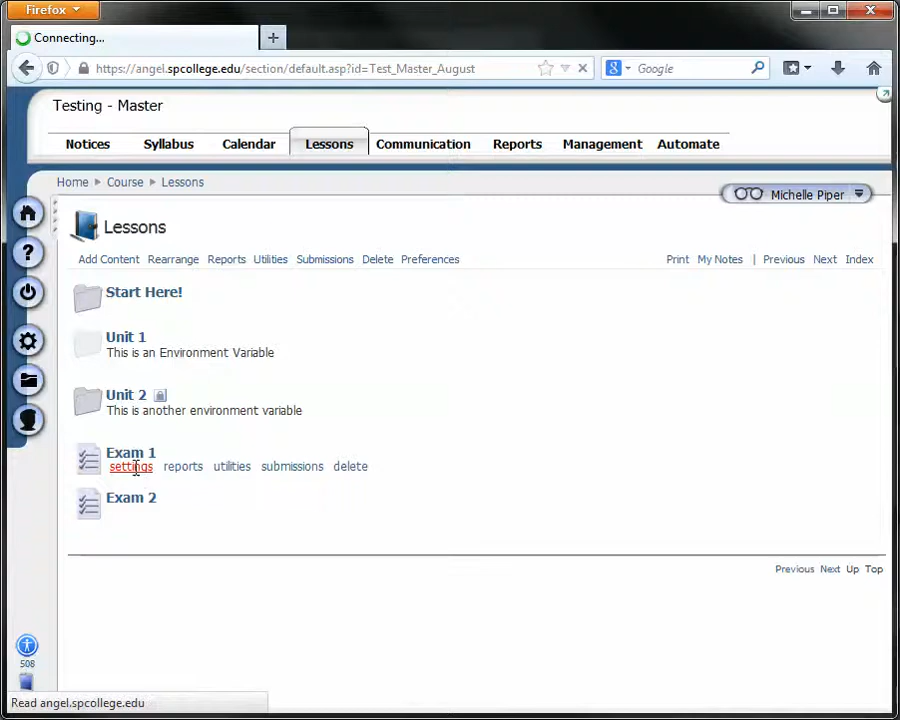 Firefox
Connecting...
https://angel.spcollege.edu/section/default.asp?id=Test_Master_August
Google
Testing - Master
Notices Syllabus Calendar Lessons Communication Reports Management Automate
Home Course Lessons
Michelle Piper
Lessons
Add Content Rearrange Reports Utilities Submissions Delete Preferences
Print My Notes | Previous Next Index
Start Here!
Unit 1
This is an Environment Variable
Unit 2
This is another environment variable
Exam 1
settings reports utilities submissions delete
Exam 2
Previous Next Up Top
508
Read angel.spcollege.edu